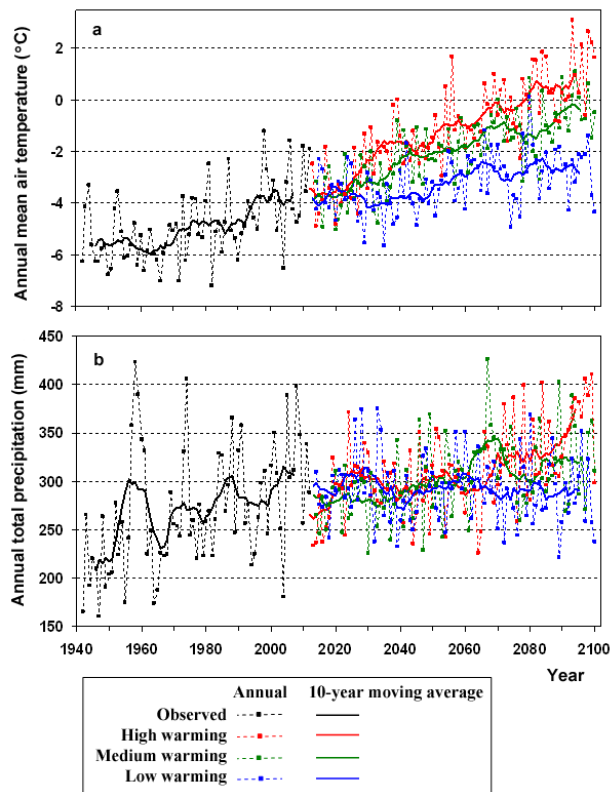 a
Annual mean air temperature (°C)
2
0
-2
-4
-6
-8
b
Annual total precipitation (mm)
450
400
350
300
250
200
150
1940 1960 1980 2000 2020 2040 2060 2080 2100
Year
Annual 10-year moving average
Observed
High warming
Medium warming
Low warming